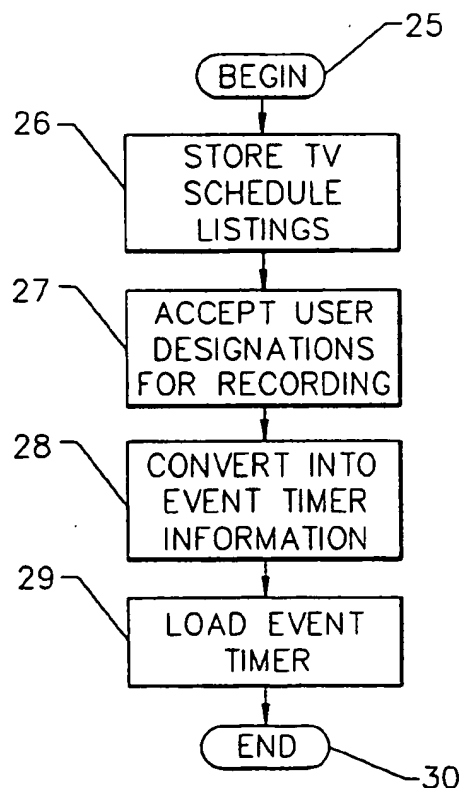 25
BEGIN
26
STORE TV
SCHEDULE
LISTINGS
27
ACCEPT USER
DESIGNATIONS
FOR RECORDING
28
CONVERT INTO
EVENT TIMER
INFORMATION
29
LOAD EVENT
TIMER
END
30